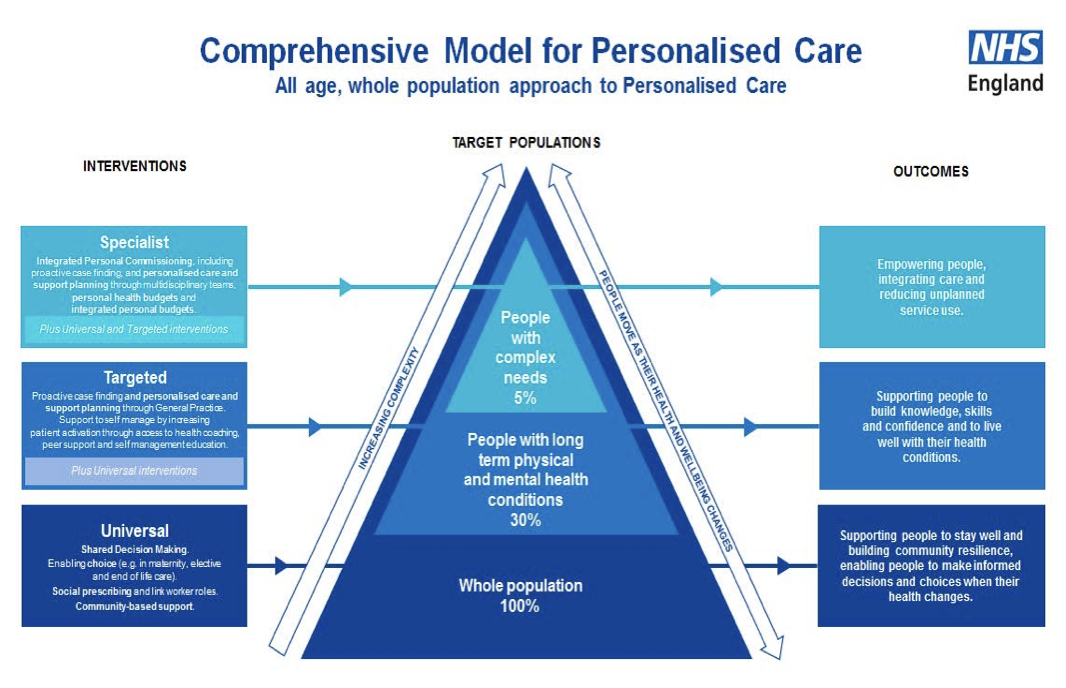 Comprehensive Model for Personalised Care
All age, whole population approach to Personalised Care
NHS
England
INTERVENTIONS
TARGET POPULATIONS
OUTCOMES
Specialist
Integrated Personal Commissioning, including
proactive case finding, and personalised care and
support planning through multidisciplinary teams,
personal health budgets and
integrated personal budgets.
Plus Universal and Targeted interventions
Targeted
Proactive case finding and personalised care and
support planning through General Practice.
Support to self manage by increasing
patient activation through access to health coaching,
peer support and self management education.
Plus Universal interventions
Universal
Shared Decision Making.
Enabling choice (e.g. in maternity, elective
and end of life care).
Social prescribing and link worker roles.
Community-based support.
INCREASING COMPLEXITY
People
with
complex
needs
5%
People with long
term physical
and mental health
conditions
30%
Whole population
100%
PEOPLE MOVE AS THEIR HEALTH AND WELLBEING CHANGES
Empowering people,
integrating care and
reducing unplanned
service use.
Supporting people to
build knowledge, skills
and confidence and to live
well with their health
conditions.
Supporting people to stay well and
building community resilience,
enabling people to make informed
decisions and choices when their
health changes.